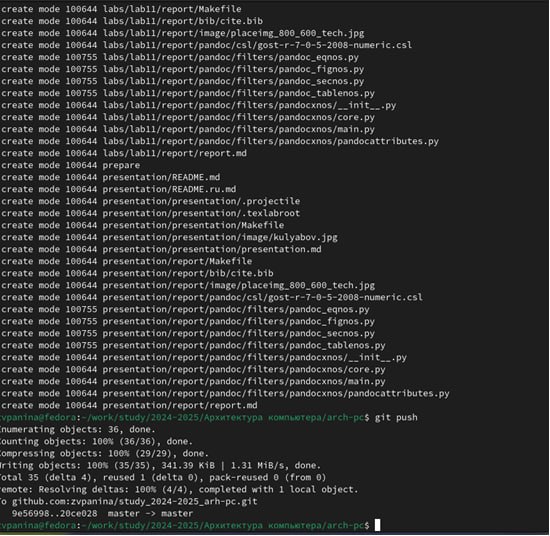 create mode 100644 labs/lab11/report/Makefile
create mode 100644 labs/lab11/report/bib/cite.bib
create mode 100644 labs/lab11/report/image/placeimg_800_600_tech.jpg
create mode 100644 labs/lab11/report/pandoc/csl/gost-r-7-0-5-2008-numeric.csl
create mode 100755 labs/lab11/report/pandoc/filters/pandoc_eqnos.py
create mode 100755 labs/lab11/report/pandoc/filters/pandoc_fignos.py
create mode 100755 labs/lab11/report/pandoc/filters/pandoc_secnos.py
create mode 100755 labs/lab11/report/pandoc/filters/pandoc_tablenos.py
create mode 100644 labs/lab11/report/pandoc/filters/pandocxnos/__init__.py
create mode 100644 labs/lab11/report/pandoc/filters/pandocxnos/core.py
create mode 100644 labs/lab11/report/pandoc/filters/pandocxnos/main.py
create mode 100644 labs/lab11/report/pandoc/filters/pandocxnos/pandocattributes.py
create mode 100644 labs/lab11/report/report.md
create mode 100644 prepare
create mode 100644 presentation/README.md
create mode 100644 presentation/README.ru.md
create mode 100644 presentation/presentation/.projectile
create mode 100644 presentation/presentation/.texlabroot
create mode 100644 presentation/presentation/Makefile
create mode 100644 presentation/presentation/image/kulyabov.jpg
create mode 100644 presentation/presentation/presentation.md
create mode 100644 presentation/report/Makefile
create mode 100644 presentation/report/bib/cite.bib
create mode 100644 presentation/report/image/placeimg_800_600_tech.jpg
create mode 100644 presentation/report/pandoc/csl/gost-r-7-0-5-2008-numeric.csl
create mode 100755 presentation/report/pandoc/filters/pandoc_eqnos.py
create mode 100755 presentation/report/pandoc/filters/pandoc_fignos.py
create mode 100755 presentation/report/pandoc/filters/pandoc_secnos.py
create mode 100755 presentation/report/pandoc/filters/pandoc_tablenos.py
create mode 100644 presentation/report/pandoc/filters/pandocxnos/__init__.py
create mode 100644 presentation/report/pandoc/filters/pandocxnos/core.py
create mode 100644 presentation/report/pandoc/filters/pandocxnos/main.py
create mode 100644 presentation/report/pandoc/filters/pandocxnos/pandocattributes.py
create mode 100644 presentation/report/report.md
zvpanina@fedora:~/work/study/2024-2025/Архитектура компьютера/arch-pc$ git push
Enumerating objects: 36, done.
Counting objects: 100% (36/36), done.
Compressing objects: 100% (29/29), done.
Writing objects: 100% (35/35), 341.39 KiB | 1.31 MiB/s, done.
Total 35 (delta 4), reused 1 (delta 0), pack-reused 0 (from 0)
remote: Resolving deltas: 100% (4/4), completed with 1 local object.
To github.com:zvpanina/study_2024-2025_arh-pc.git
9e56998..20ce028 master -> master
zvpanina@fedora:~/work/study/2024-2025/Архитектура компьютера/arch-pc$